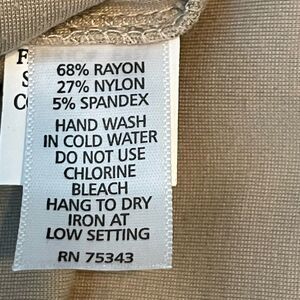 68% RAYON
27% NYLON
5% SPANDEX
HAND WASH
IN COLD WATER
DO NOT USE
CHLORINE
BLEACH
HANG TO DRY
IRON AT
LOW SETTING
RN 75343